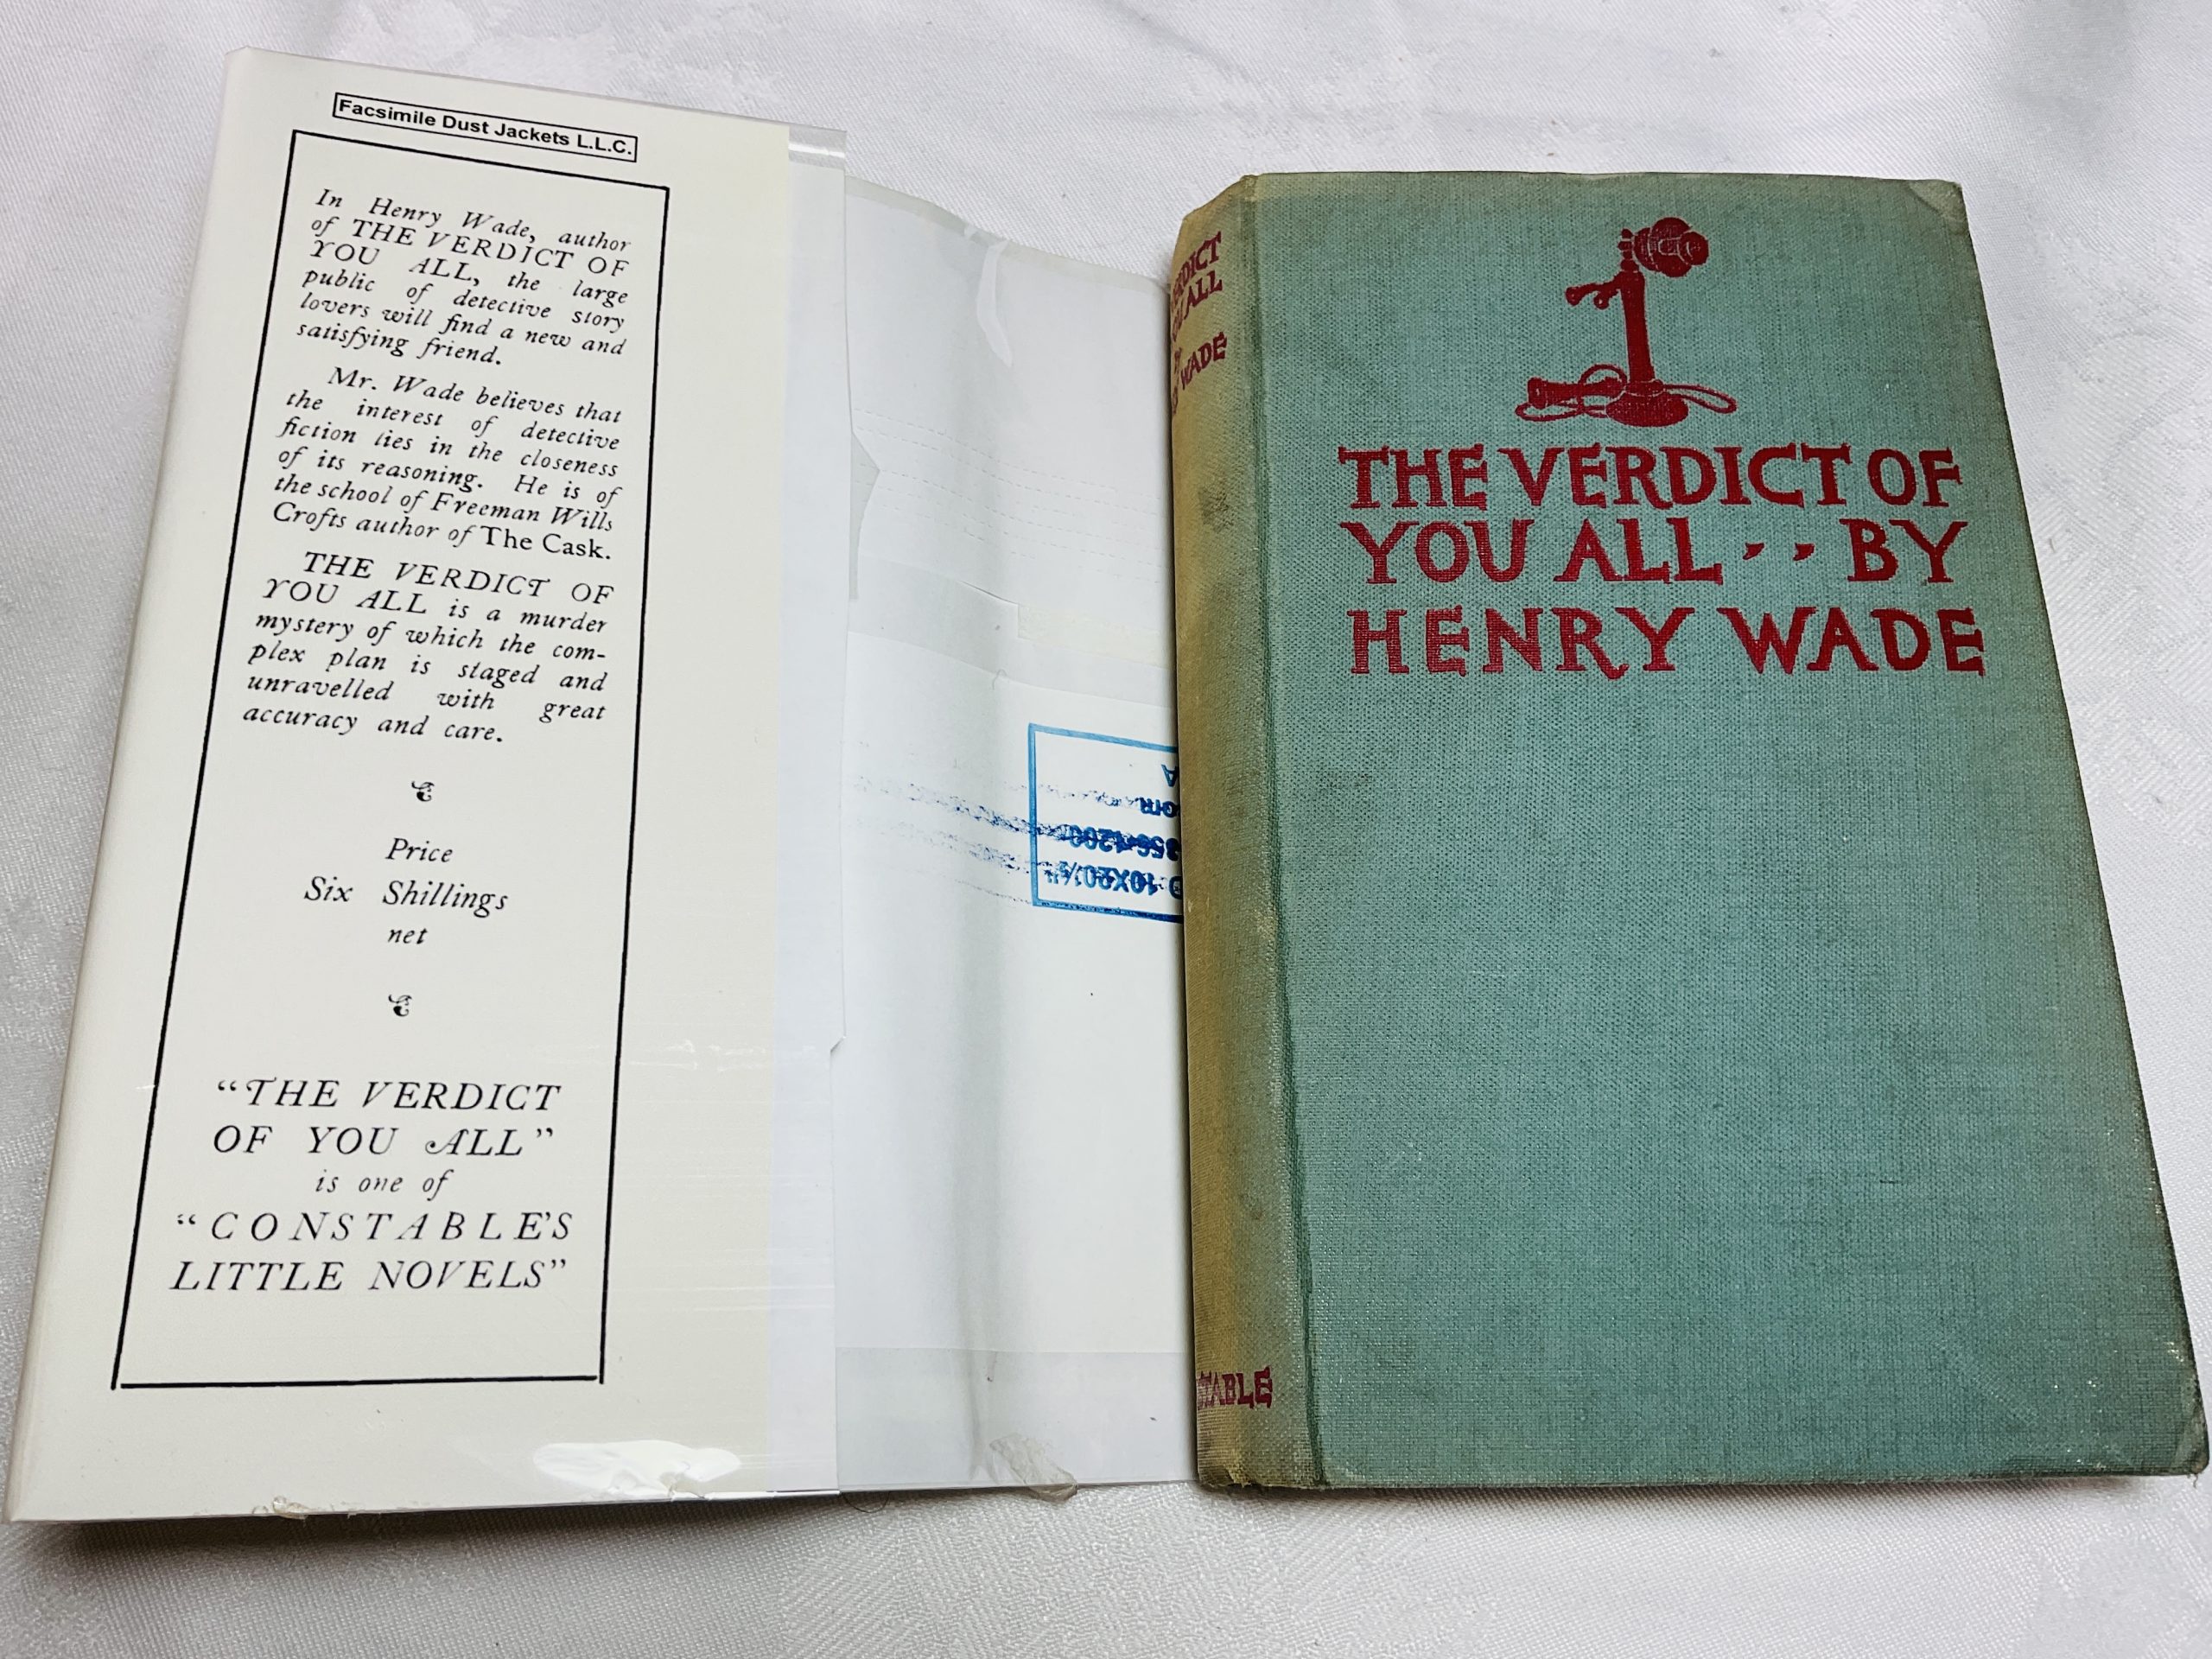 Facsimile Dust Jackets L.L.C.
In Henry Wade, author
of THE VERDICT OF
YOU ALL, the large
public of detective story
lovers will find a new and
satisfying friend.
Mr. Wade believes that
the interest of detective
fiction lies in the closeness
of its reasoning. He is of
the school of Freeman Wills
Crofts author of The Cask.
THE VERDICT OF
YOU ALL is a murder
mystery of which the com-
plex plan is staged and
unravelled with great
accuracy and care.
Price
Six Shillings
net
“THE VERDICT
OF YOU ALL”
is one of
“CONSTABLE’S
LITTLE NOVELS”
10X20½"
WADE
THE VERDICT OF
YOU ALL ʼ ʼ BY
HENRY WADE